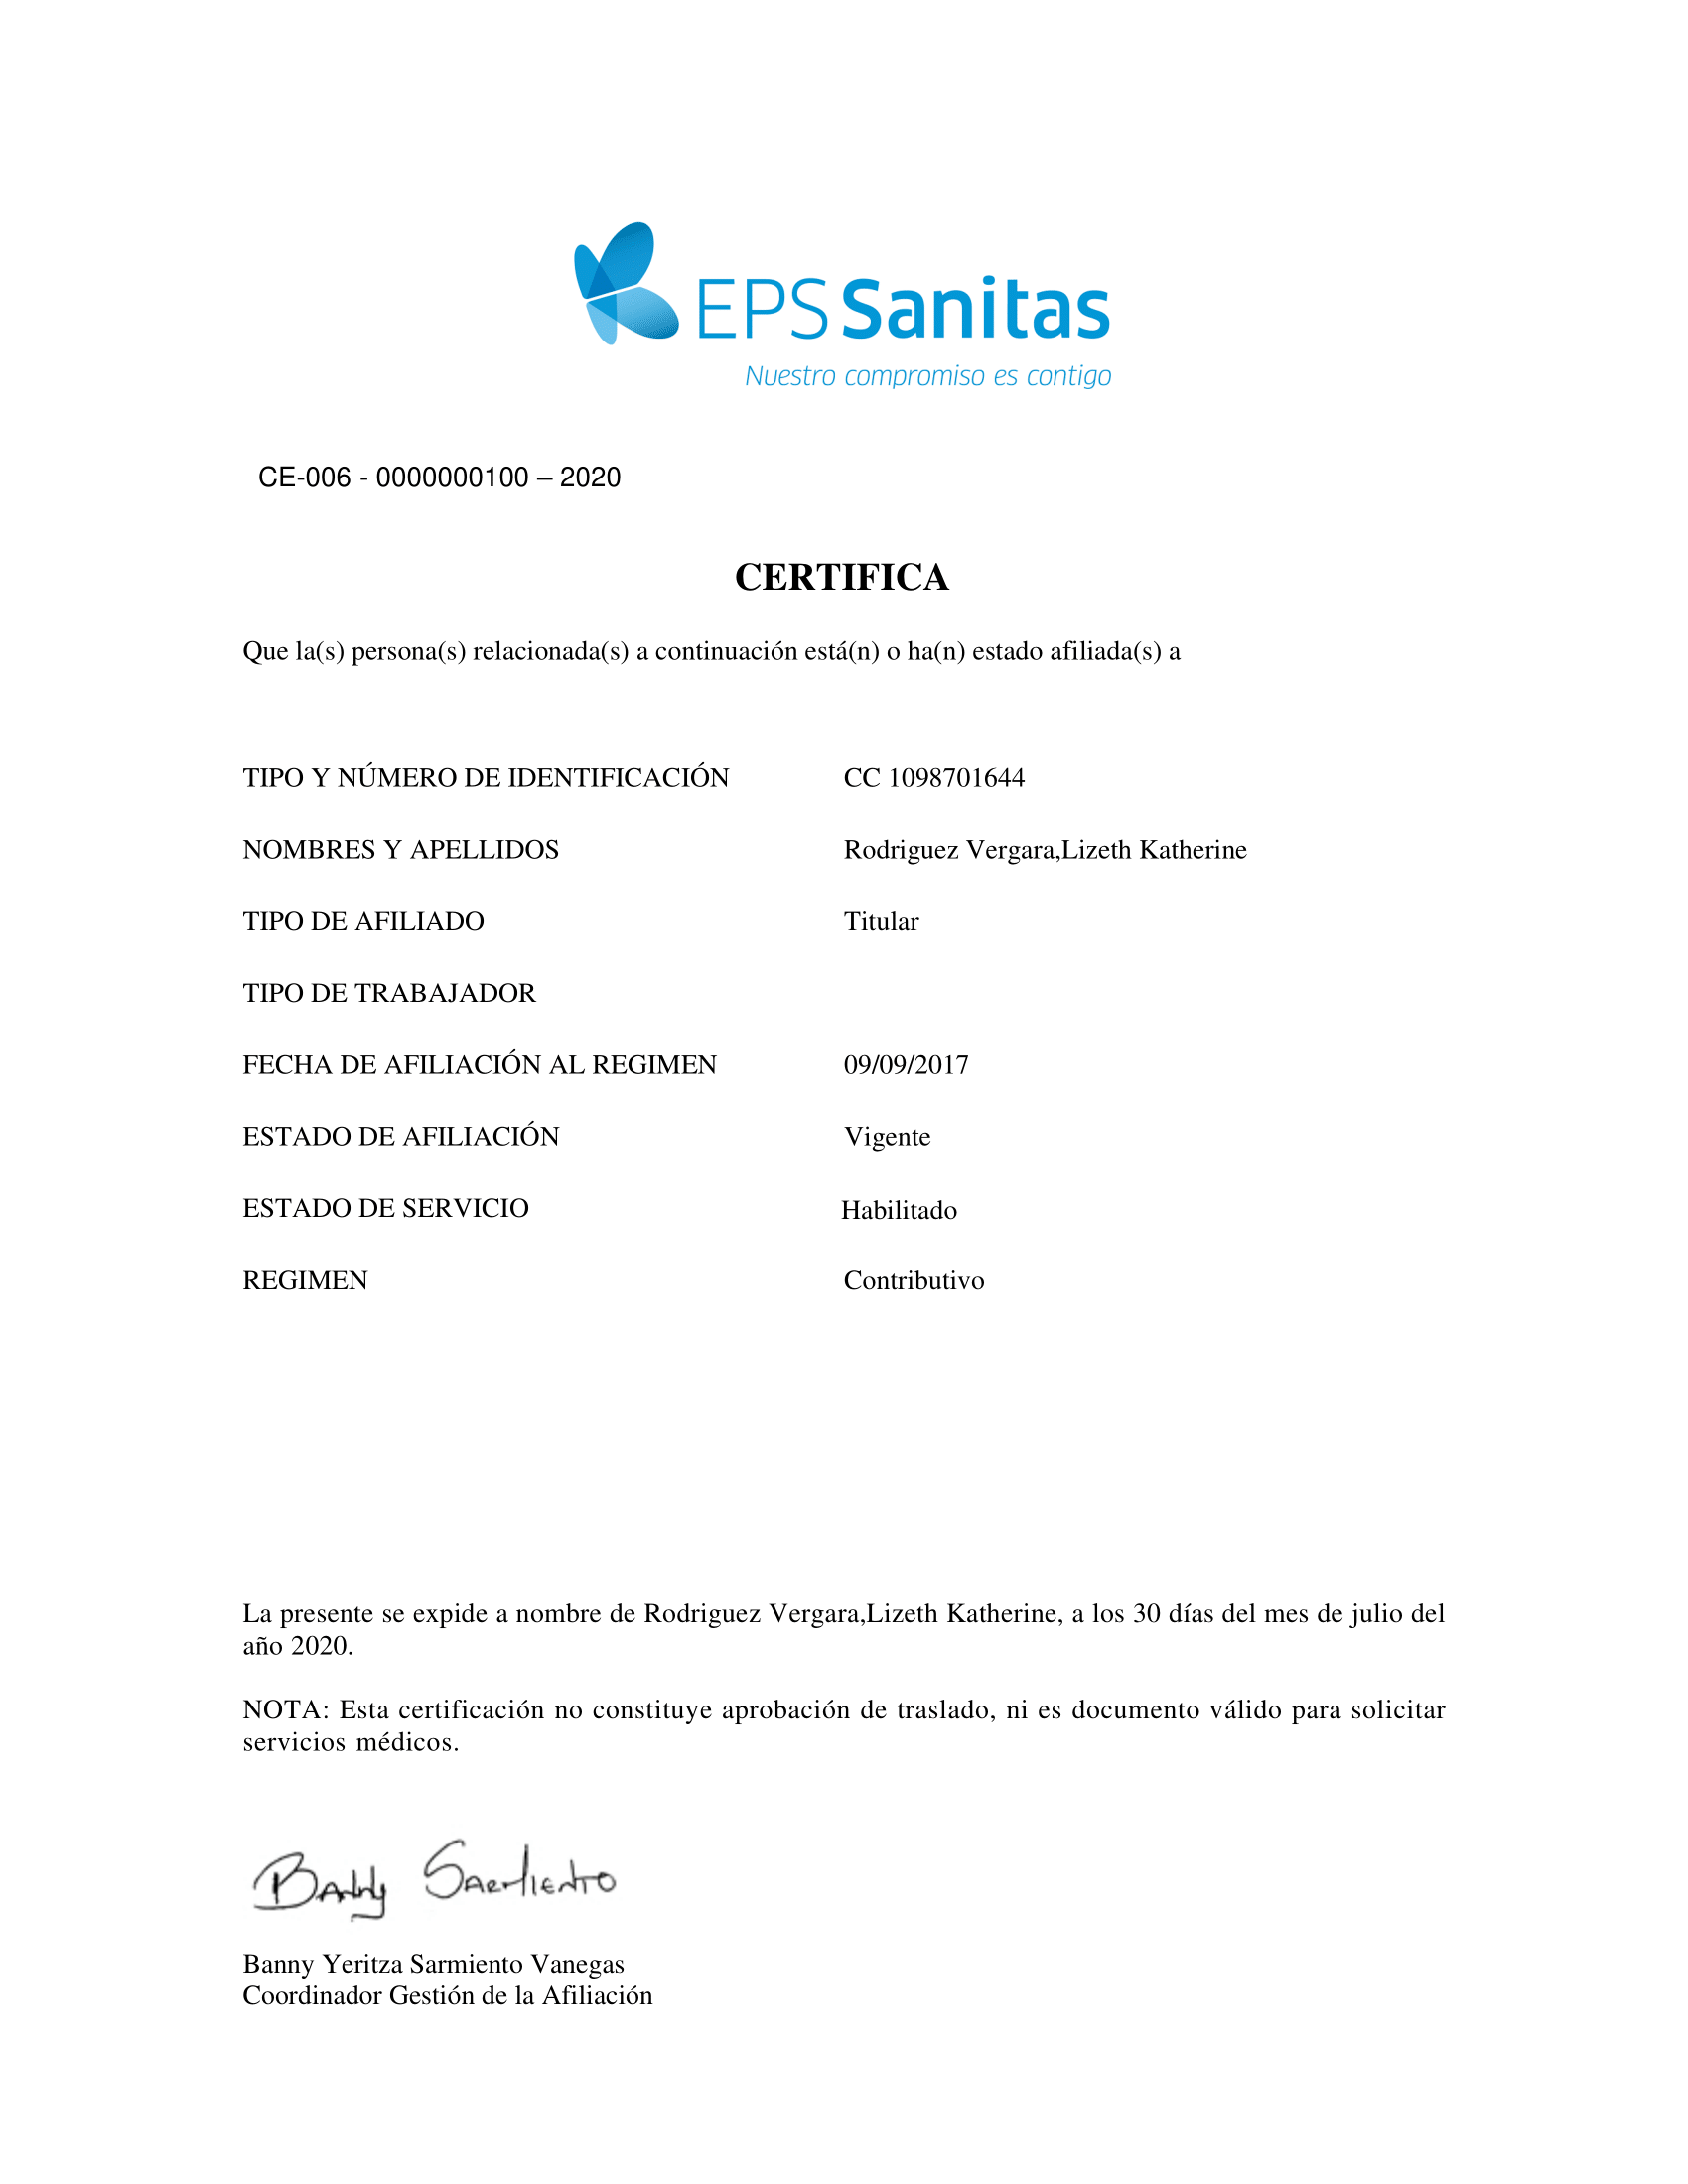 EPS Sanitas
Nuestro compromiso es contigo
CE-006 - 0000000100 – 2020
CERTIFICA
Que la(s) persona(s) relacionada(s) a continuación está(n) o ha(n) estado afiliada(s) a
TIPO Y NÚMERO DE IDENTIFICACIÓN CC 1098701644
NOMBRES Y APELLIDOS Rodriguez Vergara,Lizeth Katherine
TIPO DE AFILIADO Titular
TIPO DE TRABAJADOR
FECHA DE AFILIACIÓN AL REGIMEN 09/09/2017
ESTADO DE AFILIACIÓN Vigente
ESTADO DE SERVICIO Habilitado
REGIMEN Contributivo
La presente se expide a nombre de Rodriguez Vergara,Lizeth Katherine, a los 30 días del mes de julio del
año 2020.
NOTA: Esta certificación no constituye aprobación de traslado, ni es documento válido para solicitar
servicios médicos.
Banny Sarmiento
Banny Yeritza Sarmiento Vanegas
Coordinador Gestión de la Afiliación